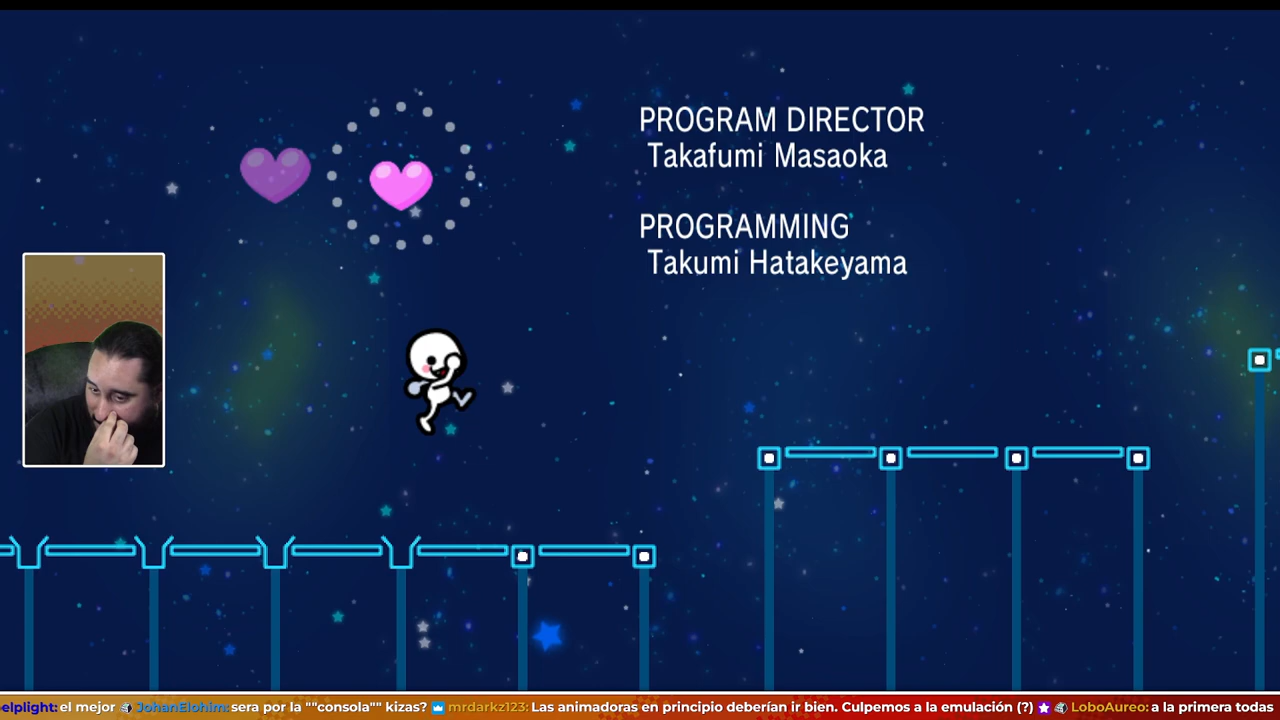 PROGRAM DIRECTOR
Takafumi Masaoka
PROGRAMMING
Takumi Hatakeyama
elplight: el mejor JohanElohim: sera por la ""consola"" kizas? mrdarkz123: Las animadoras en principio deberían ir bien. Culpemos a la emulación (?) LoboAureo: a la primera todas